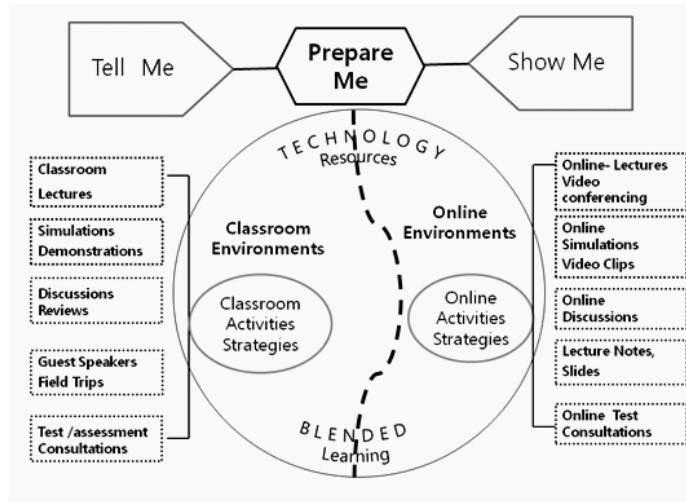 Tell Me
Prepare
Me
Show Me
TECHNOLOGY
Resources
Classroom
Lectures
Simulations
Demonstrations
Discussions
Reviews
Guest Speakers
Field Trips
Test /assessment
Consultations
Classroom
Environments
Classroom
Activities
Strategies
Online
Environments
Online
Activities
Strategies
Online- Lectures
Video
conferencing
Online
Simulations
Video Clips
Online
Discussions
Lecture Notes,
Slides
Online Test
Consultations
BLENDED
Learning